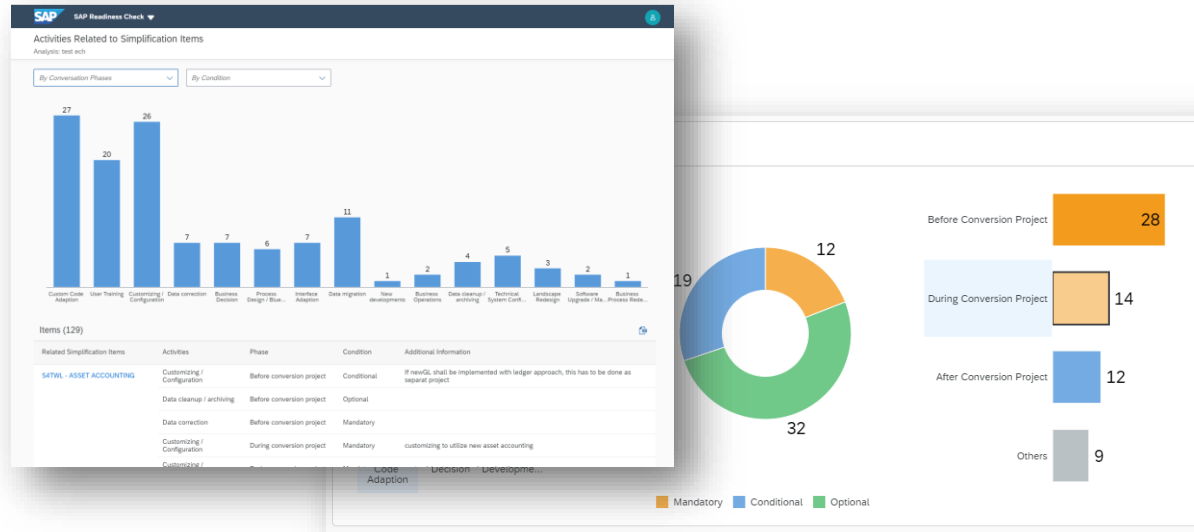 SAP SAP Readiness Check
Activities Related to Simplification Items
Analysis: test ech
By Conversation Phases
By Condition
27
20
26
7
7
6
7
11
1
2
4
5
3
2
1
Custom Code
Adaption
User Training
Customizing /
Configuration
Data correction
Business
Decision
Process
Design / Blue...
Interface
Adaption
Data migration
New
developments
Business
Operations
Data cleanup /
archiving
Technical
System Confi...
Landscape
Redesign
Software
Upgrade / Ma...
Business
Process Rede...
Items (129)
Related Simplification Items Activities Phase Condition Additional Information
S4TWL - ASSET ACCOUNTING
Customizing /
Configuration
Before conversion project
Conditional
If newGL shall be implemented with ledger approach, this has to be done as
separat project
Data cleanup / archiving Before conversion project Optional
Data correction Before conversion project Mandatory
Customizing /
Configuration
During conversion project
Mandatory
customizing to utilize new asset accounting
Customizing /
Code
Adaption
Decision
Developme...
12
19
32
Mandatory Conditional Optional
Before Conversion Project 28
During Conversion Project 14
After Conversion Project 12
Others 9